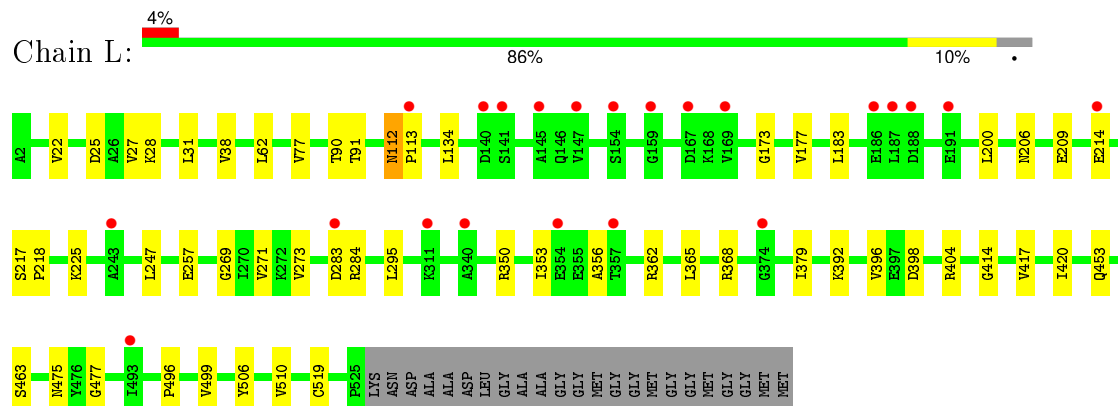 4%
Chain L:
86% 10% •
A2 V22 D25 A26 V27 K28 L31 V38 L62 V77 T90 T91 N112 P113 L134 D140 S141 A145 Q146 V147 S154 G159 D167 K168 V169 G173 V177 L183 E186 L187 D188 E191 L200 N206 E209 E214
S217 P218 K225 A243 L247 E257 G269 I270 V271 K272 V273 D283 R284 L295 K311 A340 R350 I353 E354 E355 A356 T357 R362 L365 R368 G374 I379 K392 V396 E397 D398 R404 G414 V417 I420 Q453
S463 N475 Y476 G477 I493 P496 V499 Y506 V510 C519 P525 LYS ASN ASP ALA ALA ASP LEU GLY ALA ALA GLY GLY MET GLY GLY MET GLY GLY MET GLY GLY MET MET